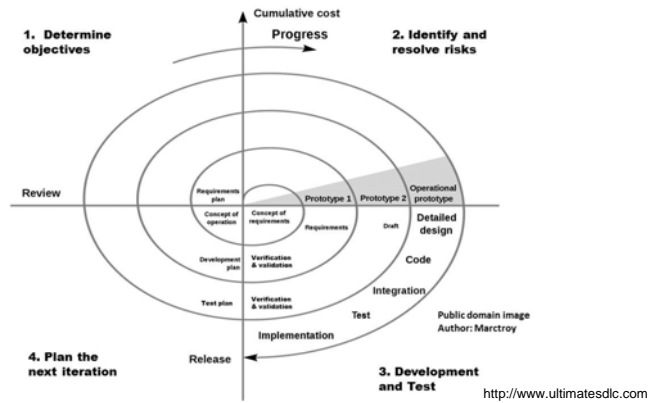 Cumulative cost
1. Determine
objectives
Progress
2. Identify and
resolve risks
Review
Requirements
plan
Prototype 1
Prototype 2
Operational
prototype
Concept of
operation
Concept of
requirements
Requirements
Draft
Detailed
design
Development
plan
Verification
& validation
Code
Test plan
Verification
& validation
Integration
Test
Implementation
Public domain image
Author: Marctroy
4. Plan the
next iteration
Release
3. Development
and Test
http://www.ultimatesdlc.com